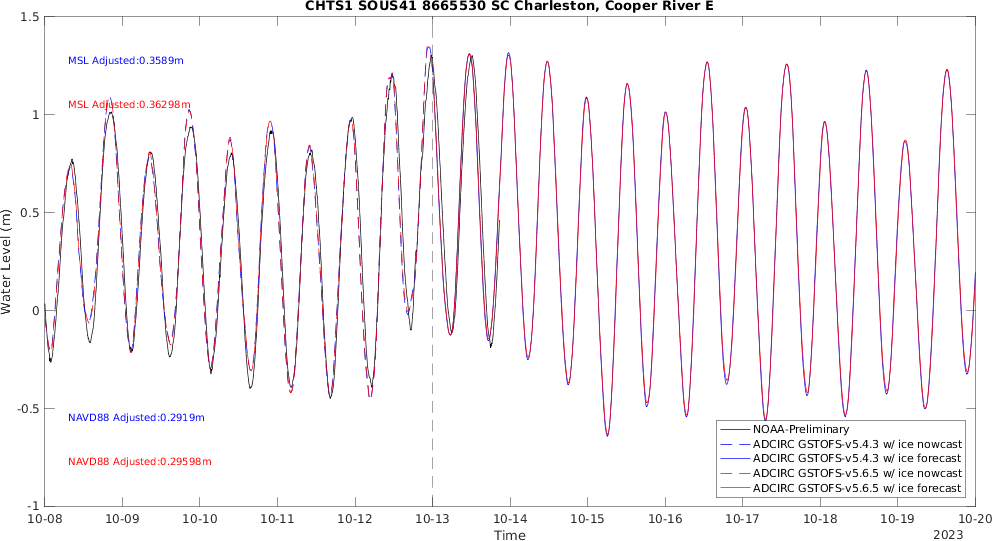 CHTS1 SOUS41 8665530 SC Charleston, Cooper River E
1.5
1
0.5
0
-0.5
-1
Water Level (m)
MSL Adjusted:0.3589m
MSL Adjusted:0.36298m
NAVD88 Adjusted:0.2919m
NAVD88 Adjusted:0.29598m
NOAA-Preliminary
ADCIRC GSTOFS-v5.4.3 w/ ice nowcast
ADCIRC GSTOFS-v5.4.3 w/ ice forecast
ADCIRC GSTOFS-v5.6.5 w/ ice nowcast
ADCIRC GSTOFS-v5.6.5 w/ ice forecast
10-08 10-09 10-10 10-11 10-12 10-13 10-14 10-15 10-16 10-17 10-18 10-19 10-20
Time
2023